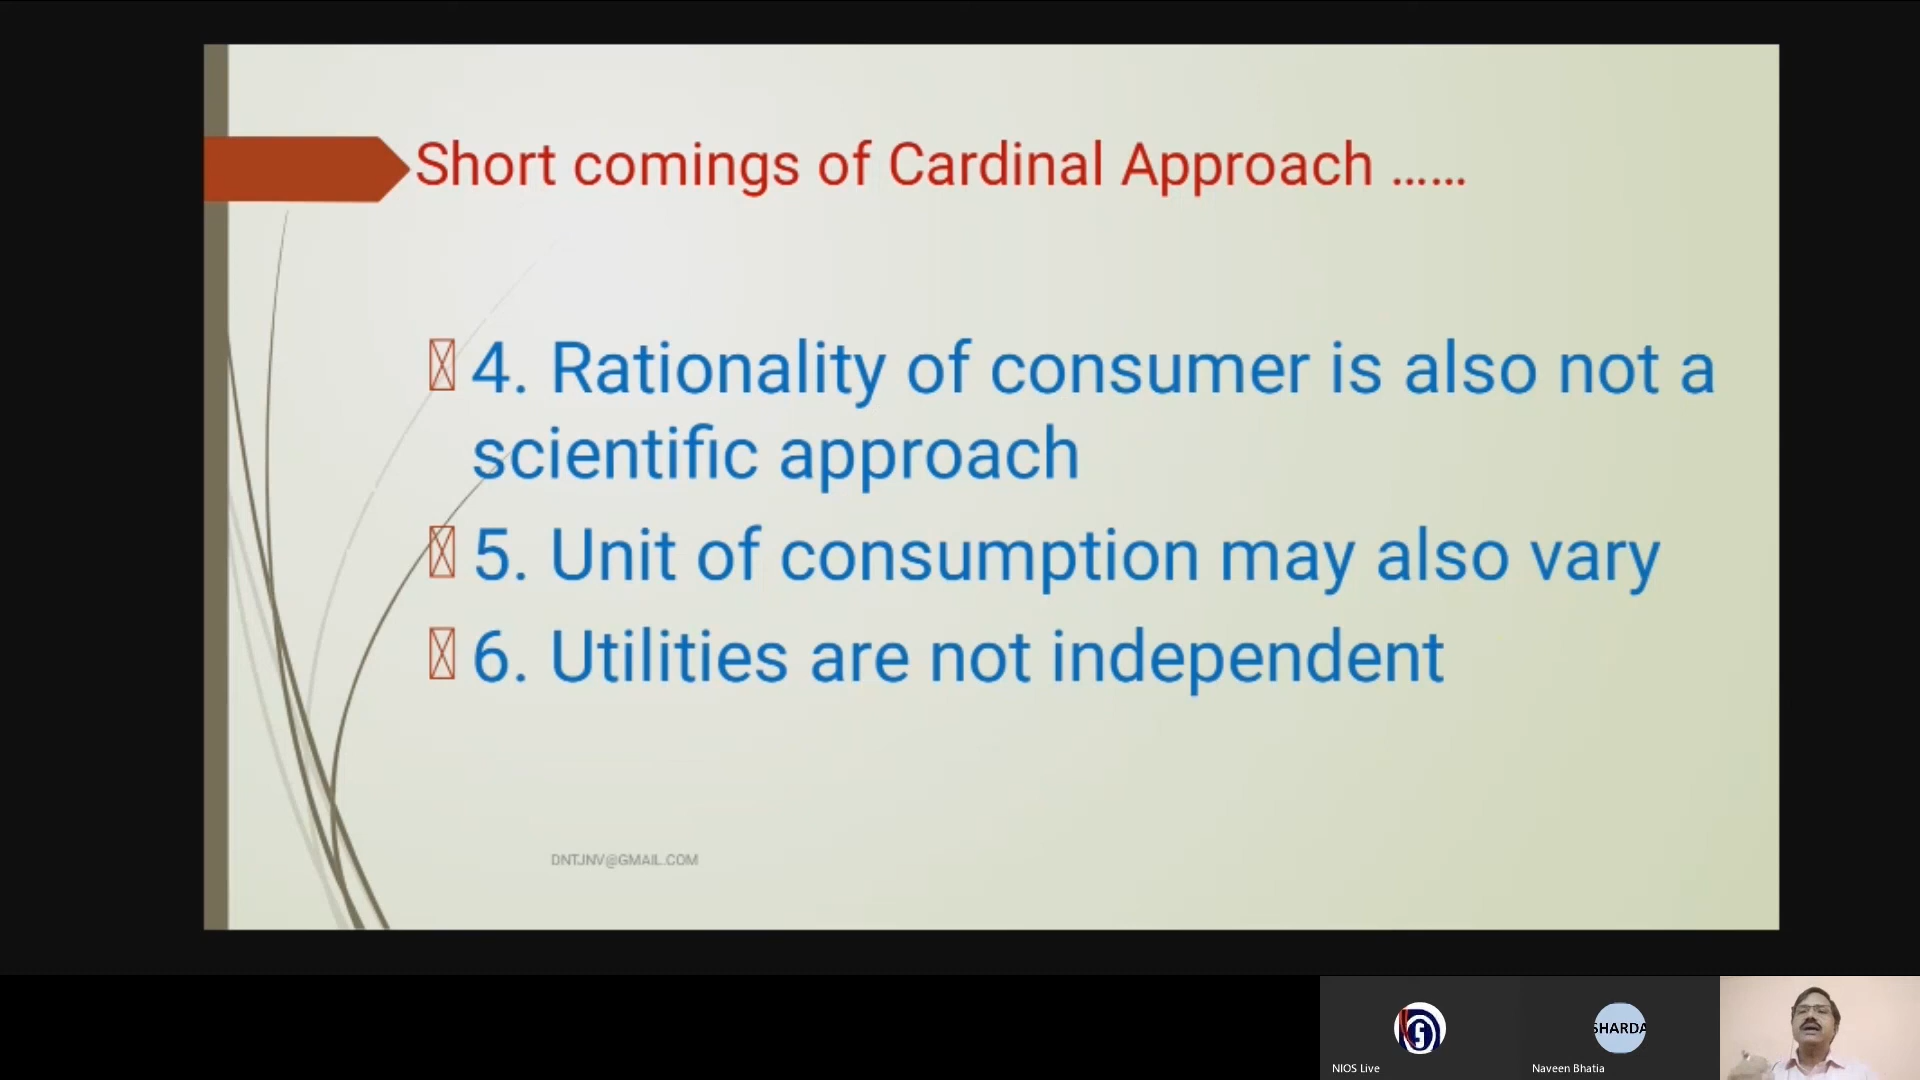 Short comings of Cardinal Approach ......
4. Rationality of consumer is also not a
scientific approach
5. Unit of consumption may also vary
6. Utilities are not independent
DNTJNV@GMAIL.COM
SHARDA
NIOS Live
Naveen Bhatia